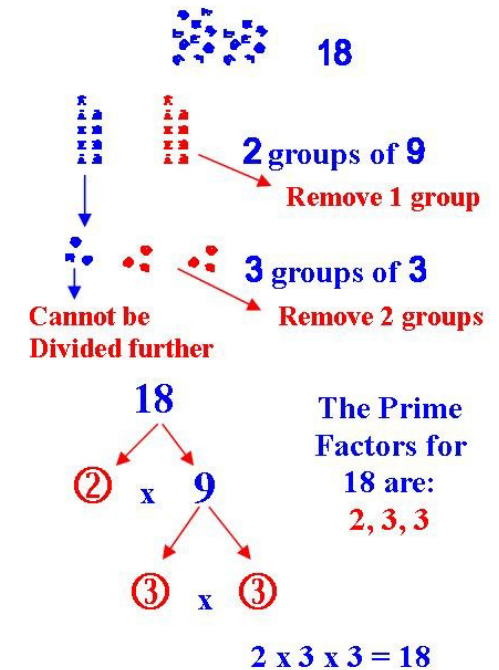 18
2 groups of 9
Remove 1 group
3 groups of 3
Cannot be
Divided further
Remove 2 groups
18
2 x 9
3 x 3
The Prime
Factors for
18 are:
2, 3, 3
2 x 3 x 3 = 18